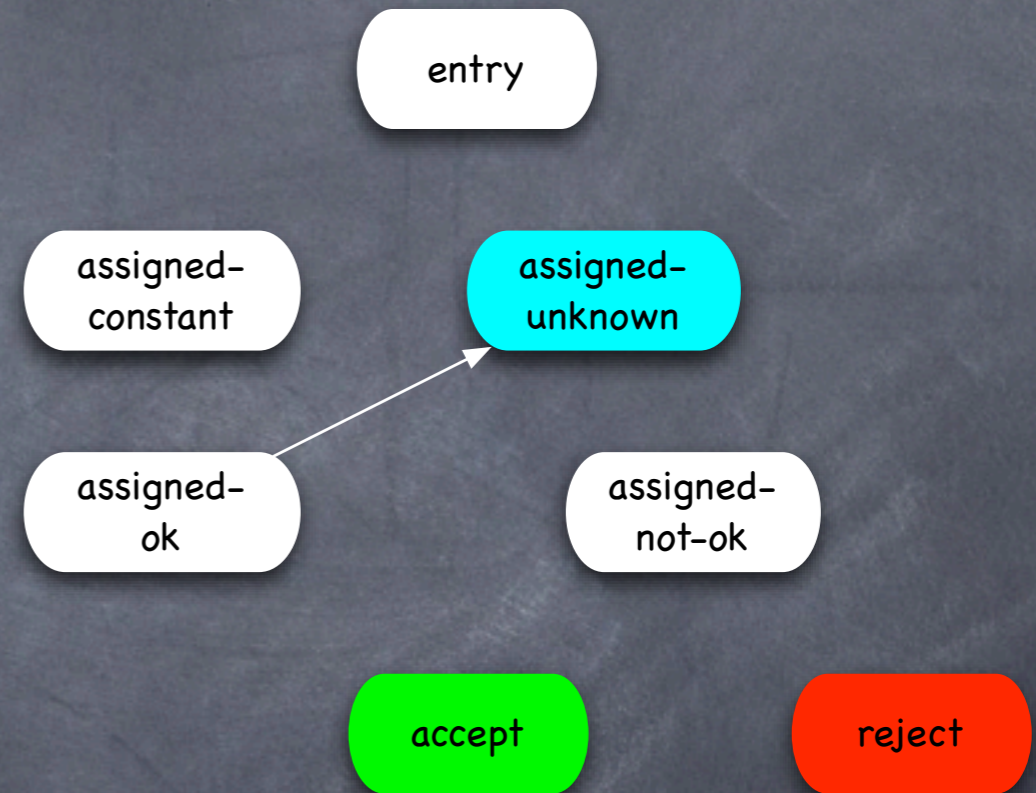 entry
assigned-
constant
assigned-
unknown
assigned-
ok
assigned-
not-ok
accept
reject